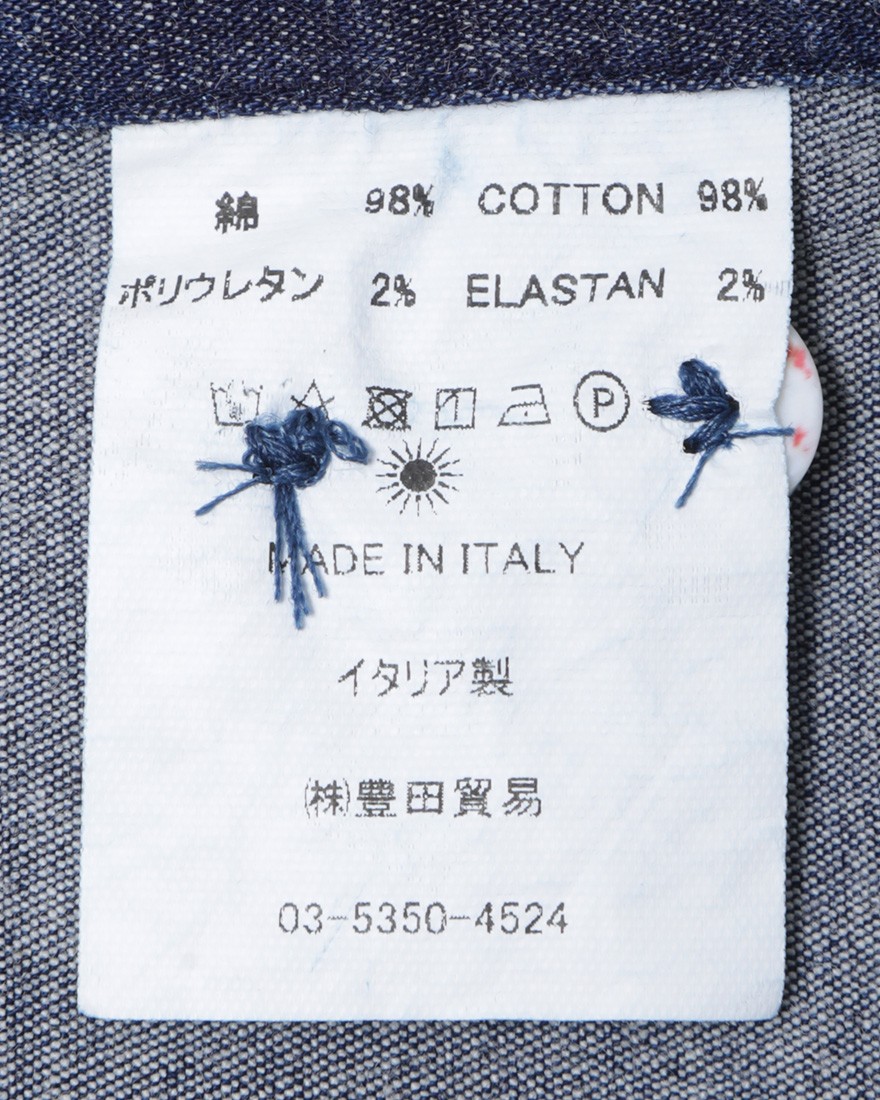 綿 98% COTTON 98%
ポリウレタン 2% ELASTAN 2%
P
MADE IN ITALY
イタリア製
㈱豊田貿易
03-5350-4524